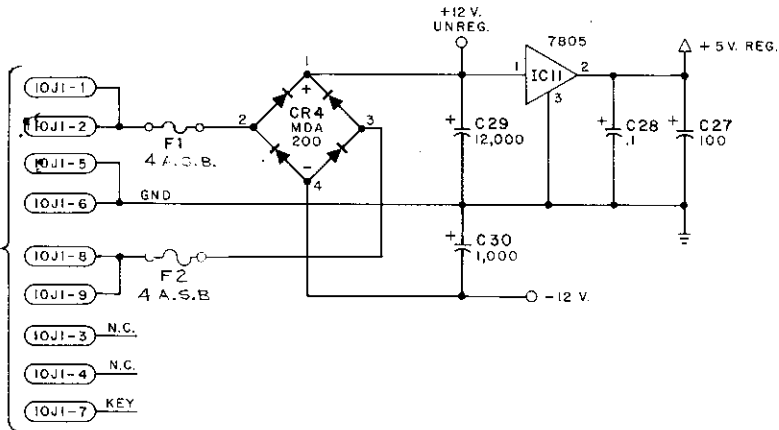 +12 V.
UNREG.
7805
+ 5 V. REG.
1
1
IC11
2
3
10J1-1
10J1-2
10J1-5
10J1-6
GND
10J1-8
10J1-9
10J1-3
N.C.
10J1-4
N.C.
10J1-7
KEY
F1
4 A.S.B.
F2
4 A.S.B
2
+
CR4
MDA
200
-
3
4
+
C29
12,000
C28
.1
+
C27
100
+
C30
1,000
-12 V.